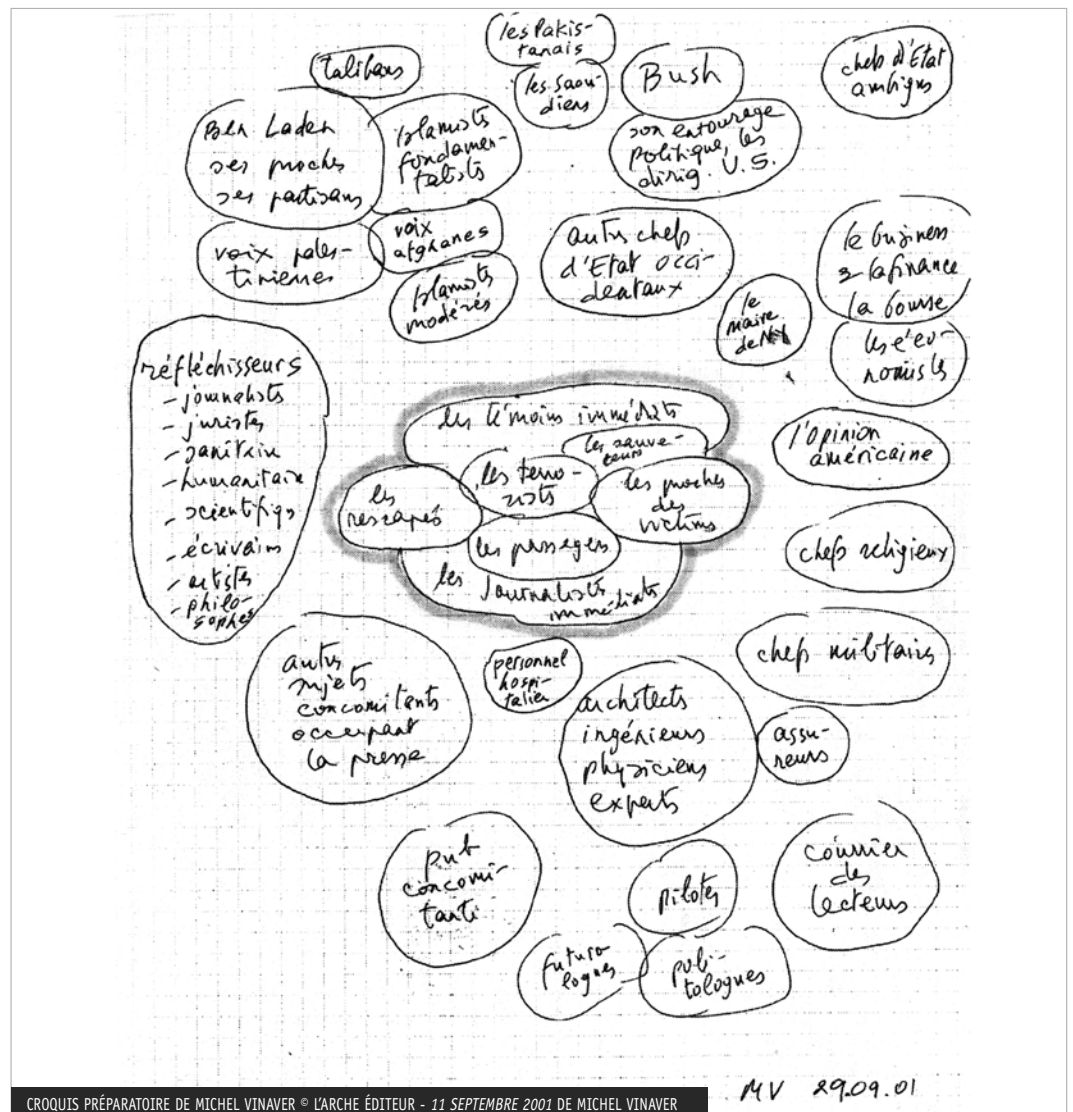 les Pakis-
tanais
talibans
les saou-
diens
Bush
chefs d'Etat
ambigus
Ben Laden
ses proches
ses partisans
islamistes
fondamen-
talistes
son entourage
politique, les
dirig. U.S.
voix pales-
tiniennes
voix
afghanes
islamistes
modérés
autres chefs
d'Etat occi-
dentaux
le
maire
de NY
le business
la finance
la bourse
les éco-
nomistes
réfléchisseurs
- journalistes
- juristes
- sanitaire
- humanitaire
- scientifiqs
- écrivains
- artistes
- philo-
sophes
les témoins immédiats
les sauve-
teurs
les terro-
ristes
les rescapés
les proches
des
victimes
les passagers
les journalistes
immédiats
l'opinion
américaine
chefs religieux
chefs militaires
autres
sujets
concomitants
occupant
la presse
personnel
hospi-
talier
architectes
ingénieurs
physiciens
experts
assu-
reurs
pub
concomi-
tante
pilotes
courrier
des
lecteurs
futuro-
logues
poli-
tologues
MV 29.09.01
CROQUIS PRÉPARATOIRE DE MICHEL VINAVER © L'ARCHE ÉDITEUR - 11 SEPTEMBRE 2001 DE MICHEL VINAVER